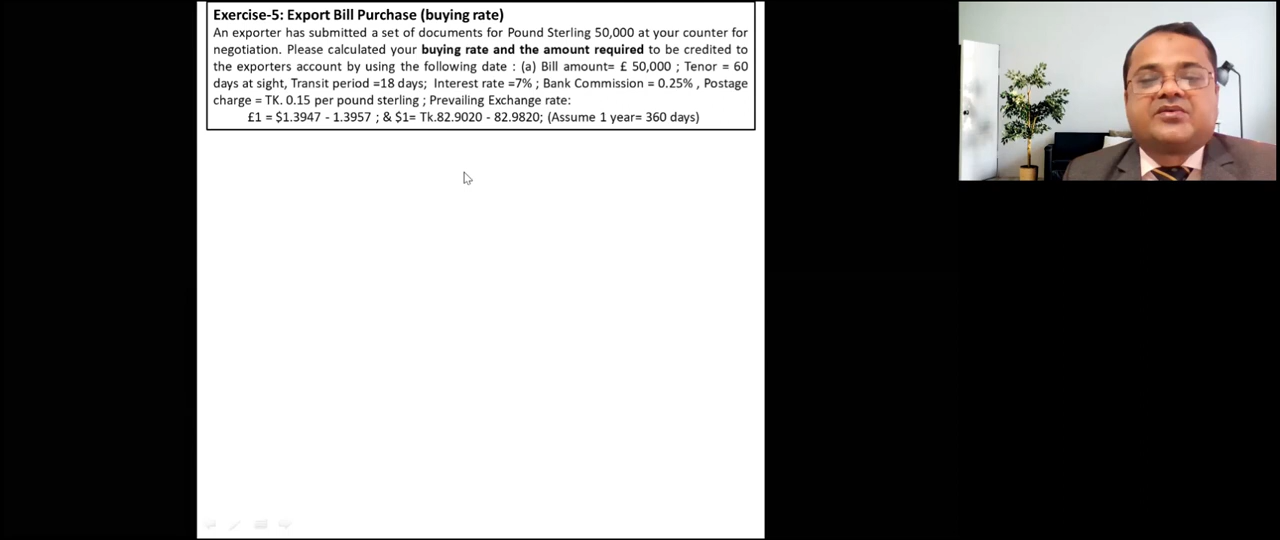 Exercise-5: Export Bill Purchase (buying rate)
An exporter has submitted a set of documents for Pound Sterling 50,000 at your counter for
negotiation. Please calculated your buying rate and the amount required to be credited to
the exporters account by using the following date : (a) Bill amount= £ 50,000 ; Tenor = 60
days at sight, Transit period =18 days; Interest rate =7% ; Bank Commission = 0.25% , Postage
charge = TK. 0.15 per pound sterling ; Prevailing Exchange rate:
£1 = $1.3947 - 1.3957 ; & $1= Tk.82.9020 - 82.9820; (Assume 1 year= 360 days)